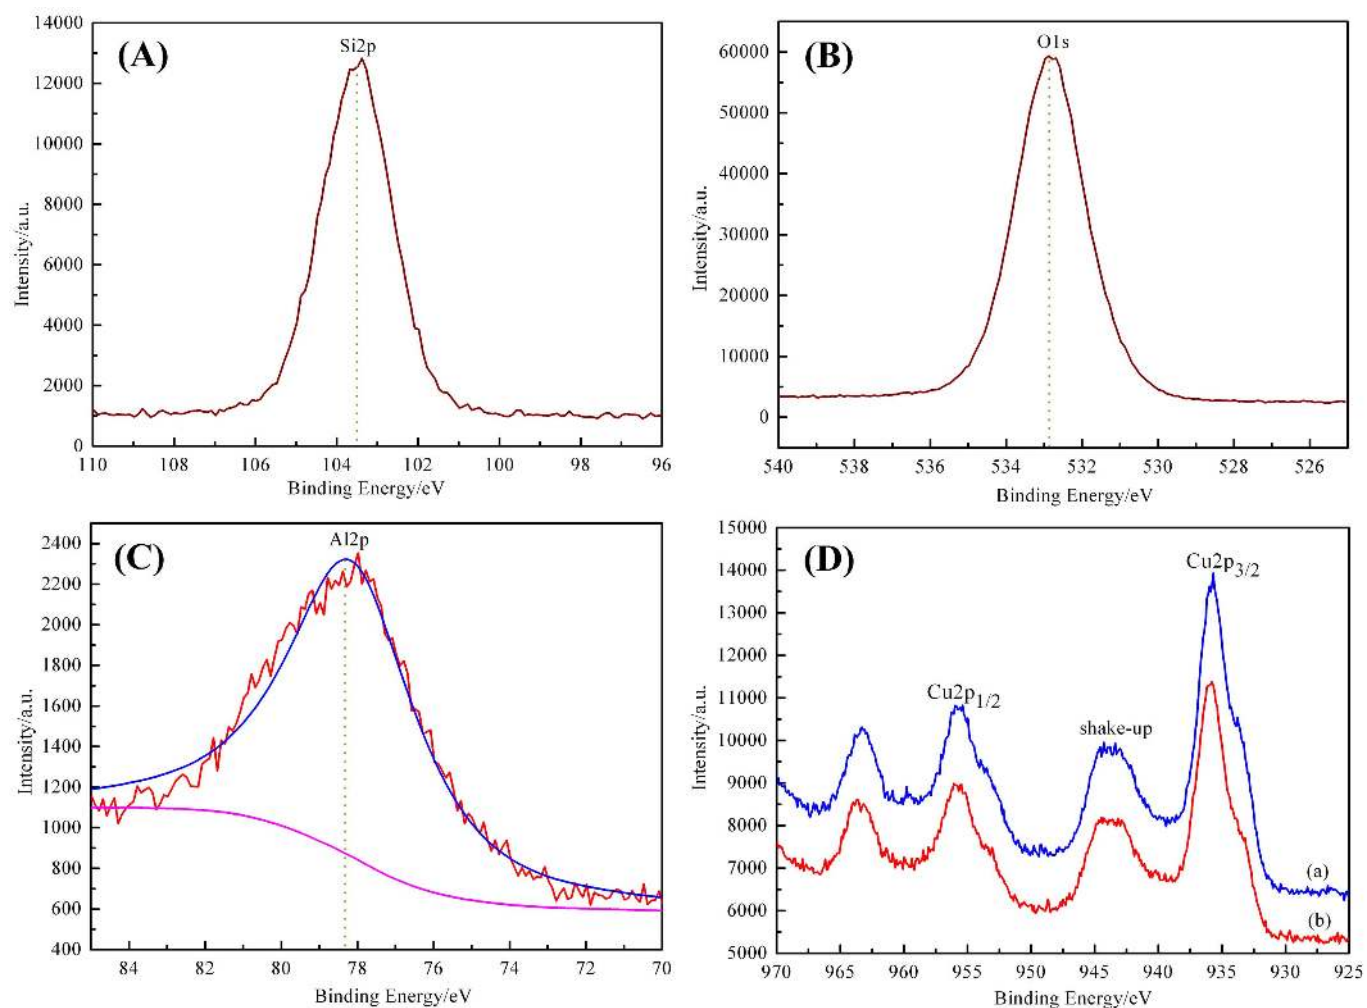 (A)
Si2p
14000
12000
10000
8000
6000
4000
2000
0
Intensity/a.u.
110 108 106 104 102 100 98 96
Binding Energy/eV
(B)
O1s
60000
50000
40000
30000
20000
10000
0
Intensity/a.u.
540 538 536 534 532 530 528 526
Binding Energy/eV
(C)
Al2p
2400
2200
2000
1800
1600
1400
1200
1000
800
600
400
Intensity/a.u.
84 82 80 78 76 74 72 70
Binding Energy/eV
(D)
Cu2p3/2
Cu2p1/2
shake-up
(a)
(b)
15000
14000
13000
12000
11000
10000
9000
8000
7000
6000
5000
Intensity/a.u.
970 965 960 955 950 945 940 935 930 925
Binding Energy/eV